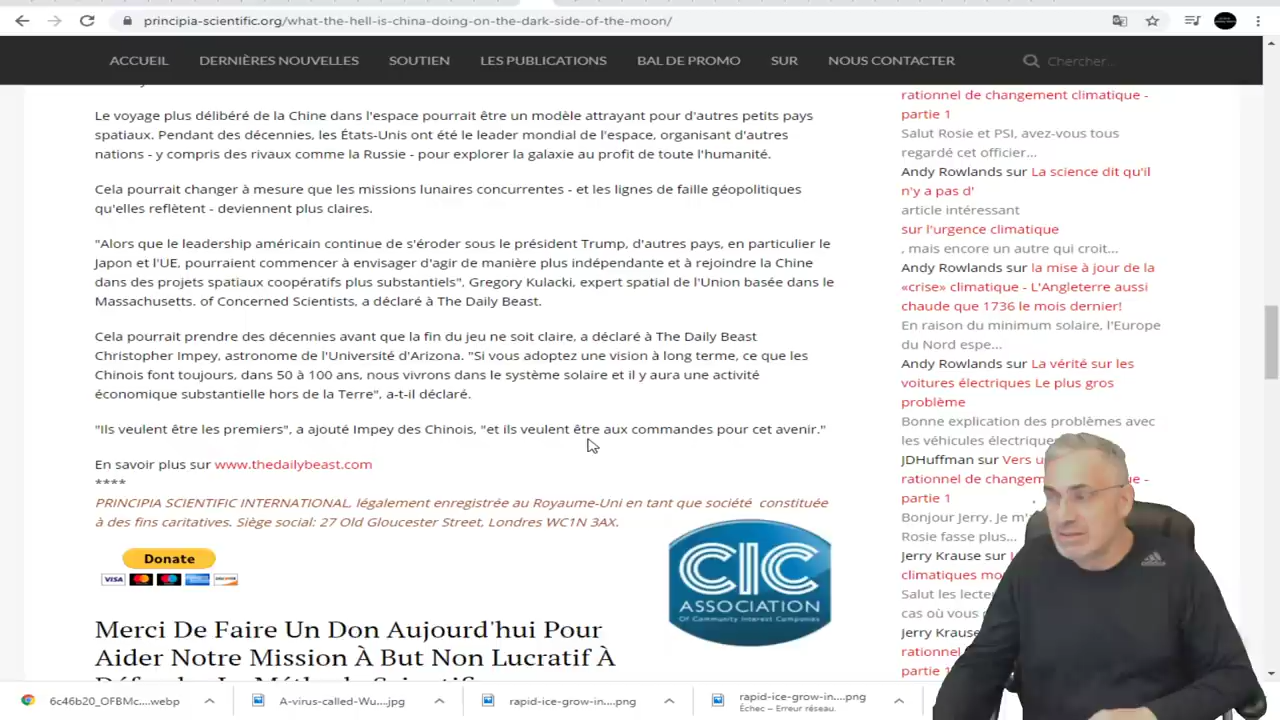 principia-scientific.org/what-the-hell-is-china-doing-on-the-dark-side-of-the-moon/
ACCUEIL DERNIÈRES NOUVELLES SOUTIEN LES PUBLICATIONS BAL DE PROMO SUR NOUS CONTACTER Chercher...
Le voyage plus délibéré de la Chine dans l'espace pourrait être un modèle attrayant pour d'autres petits pays
spatiaux. Pendant des décennies, les États-Unis ont été le leader mondial de l'espace, organisant d'autres
nations - y compris des rivaux comme la Russie - pour explorer la galaxie au profit de toute l'humanité.
Cela pourrait changer à mesure que les missions lunaires concurrentes - et les lignes de faille géopolitiques
qu'elles reflètent - deviennent plus claires.
"Alors que le leadership américain continue de s'éroder sous le président Trump, d'autres pays, en particulier le
Japon et l'UE, pourraient commencer à envisager d'agir de manière plus indépendante et à rejoindre la Chine
dans des projets spatiaux coopératifs plus substantiels", Gregory Kulacki, expert spatial de l'Union basée dans le
Massachusetts. of Concerned Scientists, a déclaré à The Daily Beast.
Cela pourrait prendre des décennies avant que la fin du jeu ne soit claire, a déclaré à The Daily Beast
Christopher Impey, astronome de l'Université d'Arizona. "Si vous adoptez une vision à long terme, ce que les
Chinois font toujours, dans 50 à 100 ans, nous vivrons dans le système solaire et il y aura une activité
économique substantielle hors de la Terre", a-t-il déclaré.
"Ils veulent être les premiers", a ajouté Impey des Chinois, "et ils veulent être aux commandes pour cet avenir."
En savoir plus sur www.thedailybeast.com
****
PRINCIPIA SCIENTIFIC INTERNATIONAL, légalement enregistrée au Royaume-Uni en tant que société constituée
à des fins caritatives. Siège social: 27 Old Gloucester Street, Londres WC1N 3AX.
Donate
VISA
CIC
ASSOCIATION
Of Community Interest Companies
Merci De Faire Un Don Aujourd'hui Pour
Aider Notre Mission À But Non Lucratif À
rationnel de changement climatique -
partie 1
Salut Rosie et PSI, avez-vous tous
regardé cet officier...
Andy Rowlands sur La science dit qu'il
n'y a pas d'
article intéressant
sur l'urgence climatique
, mais encore un autre qui croit...
Andy Rowlands sur la mise à jour de la
«crise» climatique - L'Angleterre aussi
chaude que 1736 le mois dernier!
En raison du minimum solaire, l'Europe
du Nord espe...
Andy Rowlands sur La vérité sur les
voitures électriques Le plus gros
problème
Bonne explication des problèmes avec
les véhicules électriques
JDHuffman sur Vers
rationnel de
partie 1
Bonjour Jerry. Je
Rosie fasse plus...
Jerry Krause sur
climatiques
Salut les
cas où vous
Jerry Krause
rationnel
partie 1
6c46b20_OFBMc....webp
A-virus-called-Wu....jpg
rapid-ice-grow-in....png
rapid-ice-grow-in....png
Échec – Erreur réseau.